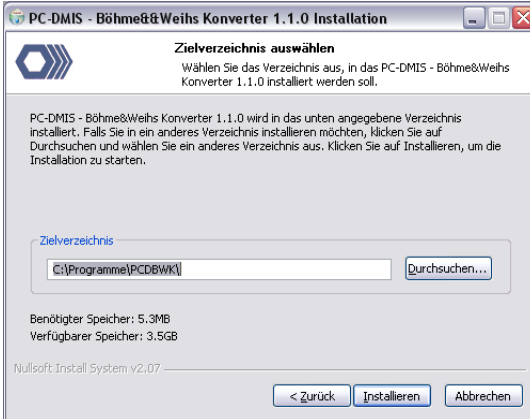 PC-DMIS - Böhme&&Weihs Konverter 1.1.0 Installation
Zielverzeichnis auswählen
Wählen Sie das Verzeichnis aus, in das PC-DMIS - Böhme&Weihs
Konverter 1.1.0 installiert werden soll.
PC-DMIS - Böhme&Weihs Konverter 1.1.0 wird in das unten angegebene Verzeichnis
installiert. Falls Sie in ein anderes Verzeichnis installieren möchten, klicken Sie auf
Durchsuchen und wählen Sie ein anderes Verzeichnis aus. Klicken Sie auf Installieren, um die
Installation zu starten.
Zielverzeichnis
C:\Programme\PCDBWK\
Durchsuchen...
Benötigter Speicher: 5.3MB
Verfügbarer Speicher: 3.5GB
Nullsoft Install System v2.07
< Zurück
Installieren
Abbrechen